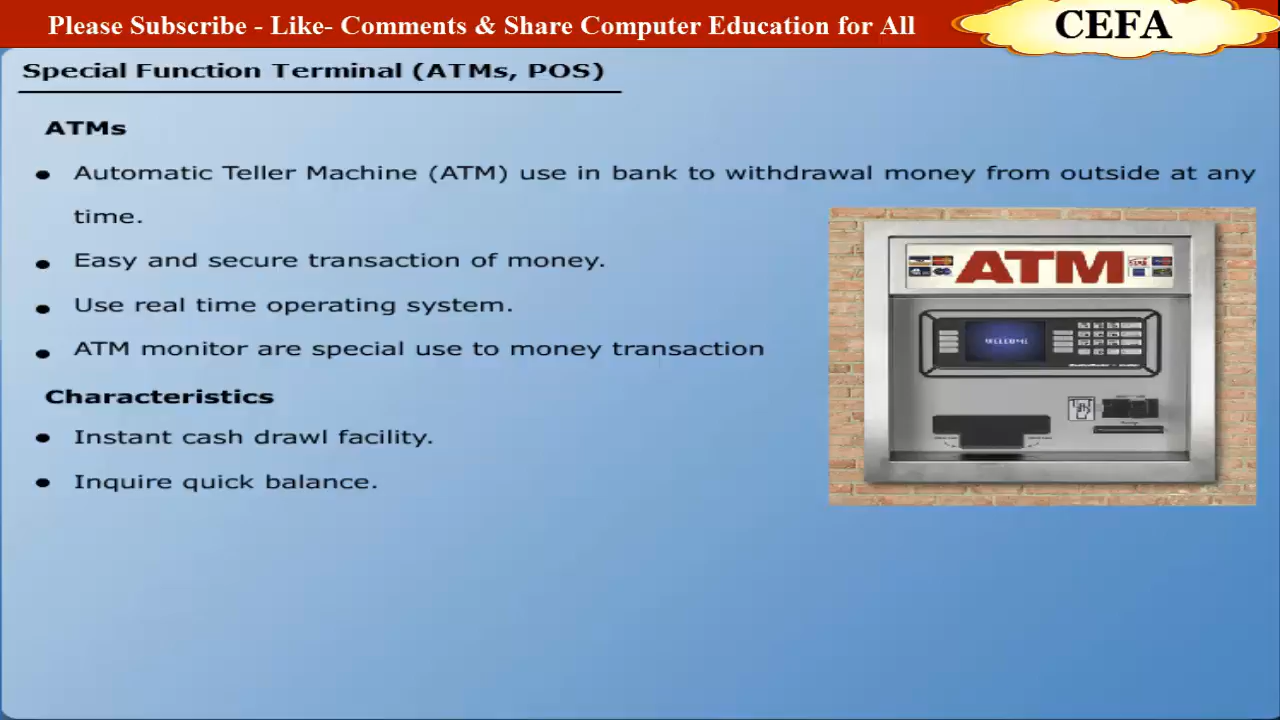 Please Subscribe - Like- Comments & Share Computer Education for All
CEFA
Special Function Terminal (ATMs, POS)
ATMs
Automatic Teller Machine (ATM) use in bank to withdrawal money from outside at any
time.
Easy and secure transaction of money.
Use real time operating system.
ATM monitor are special use to money transaction
Characteristics
Instant cash drawl facility.
Inquire quick balance.
ATM
WELCOME